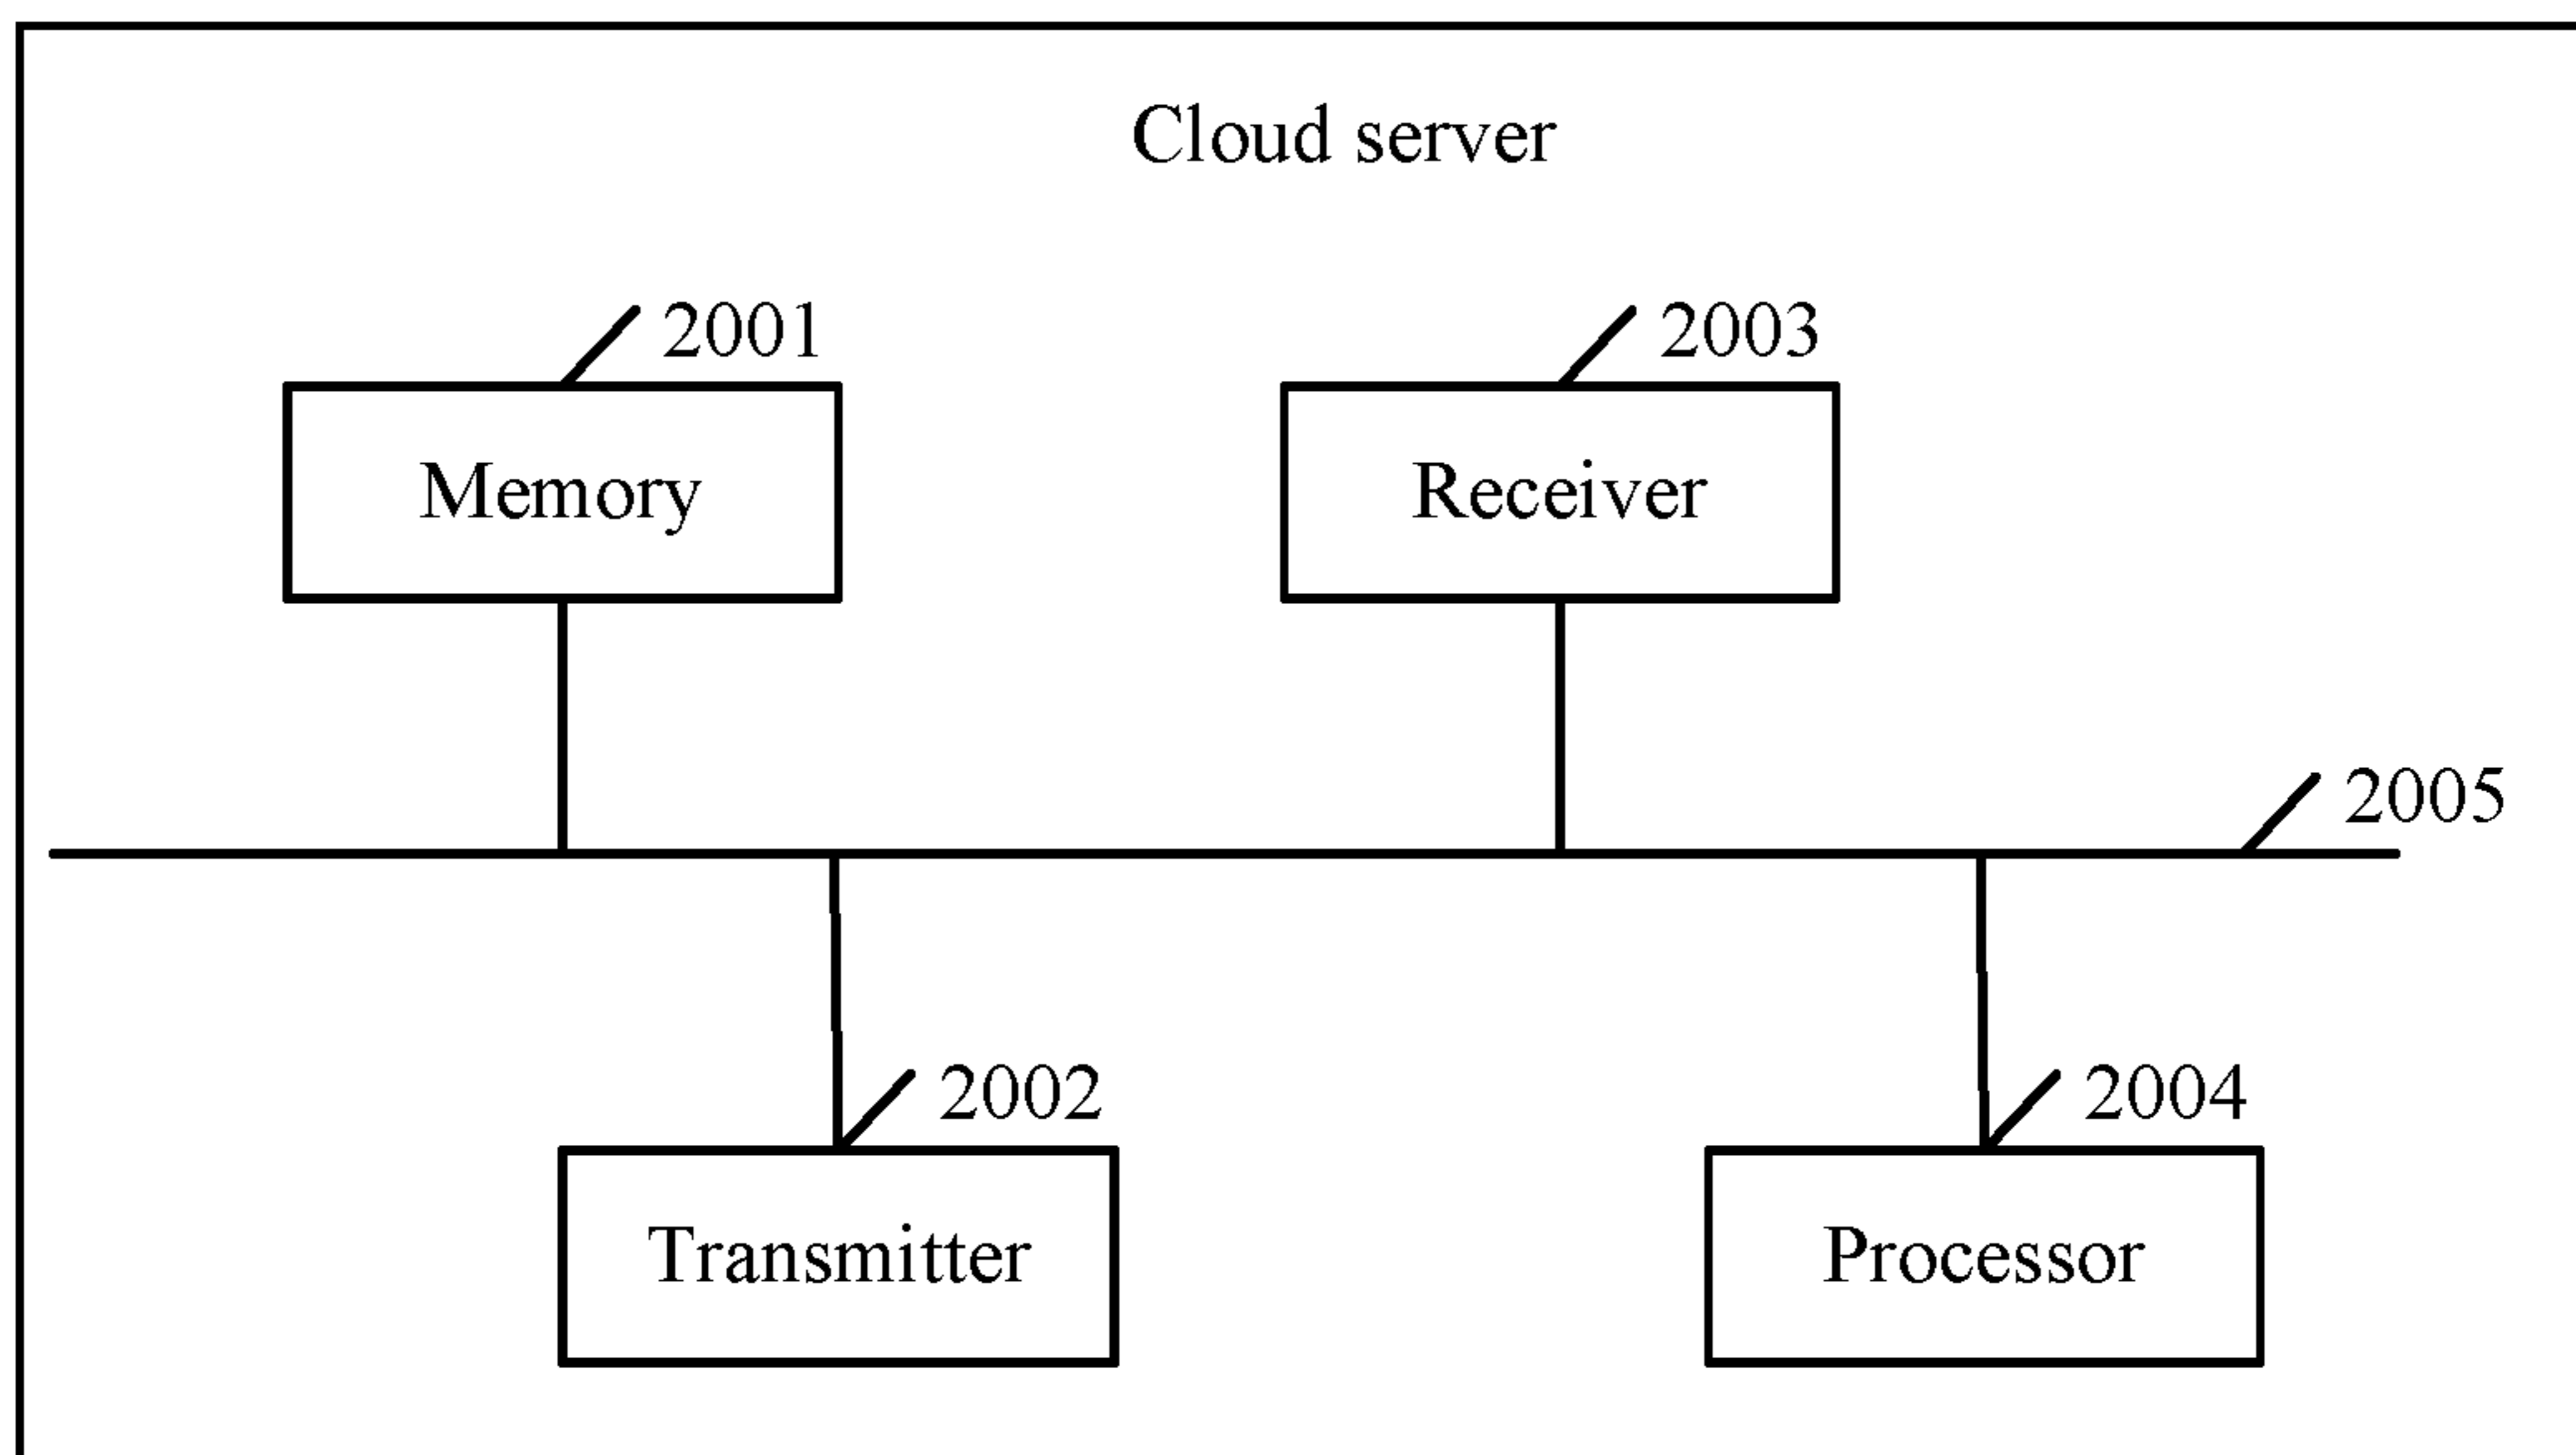 Cloud server
2001
2003
Memory
Receiver
2005
2002
2004
Transmitter
Processor